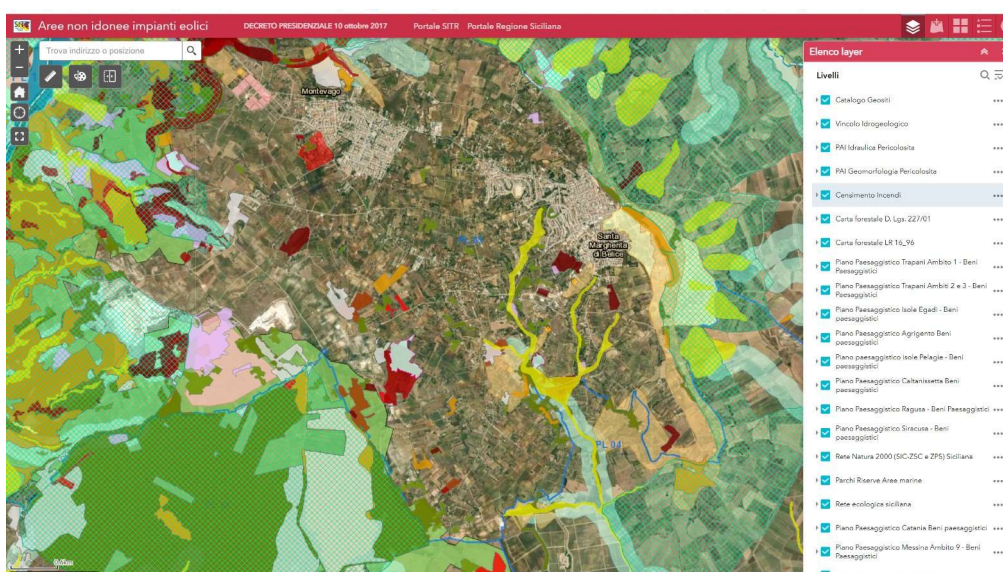 Aree non idonee impianti eolici
DECRETO PRESIDENZIALE 10 ottobre 2017
Portale SITR
Portale Regione Siciliana
Trova indirizzo o posizione
Montevago
Santa
Margherita
di Belice
PL 04
Elenco layer
Livelli
Catalogo Geositi
Vincolo Idrogeologico
PAI Idraulica Pericolosita
PAI Geomorfologia Pericolosita
Censimento Incendi
Carta forestale D. Lgs. 227/01
Carta forestale LR 16_96
Piano Paesaggistico Trapani Ambito 1 - Beni
Paesaggistici
Piano Paesaggistico Trapani Ambiti 2 e 3 - Beni
Paesaggistici
Piano Paesaggistico Isole Egadi - Beni
paesaggistici
Piano Paesaggistico Agrigento Beni
paesaggistici
Piano paesaggistico Isole Pelagie - Beni
paesaggistici
Piano Paesaggistico Caltanissetta Beni
paesaggistici
Piano Paesaggistico Ragusa - Beni Paesaggistici
Piano Paesaggistico Siracusa - Beni
paesaggistici
Rete Natura 2000 (SIC-ZSC e ZPS) Siciliana
Parchi Riserve Aree marine
Rete ecologica siciliana
Piano Paesaggistico Catania Beni paesaggistici
Piano Paesaggistico Messina Ambito 9 - Beni
Paesaggistici